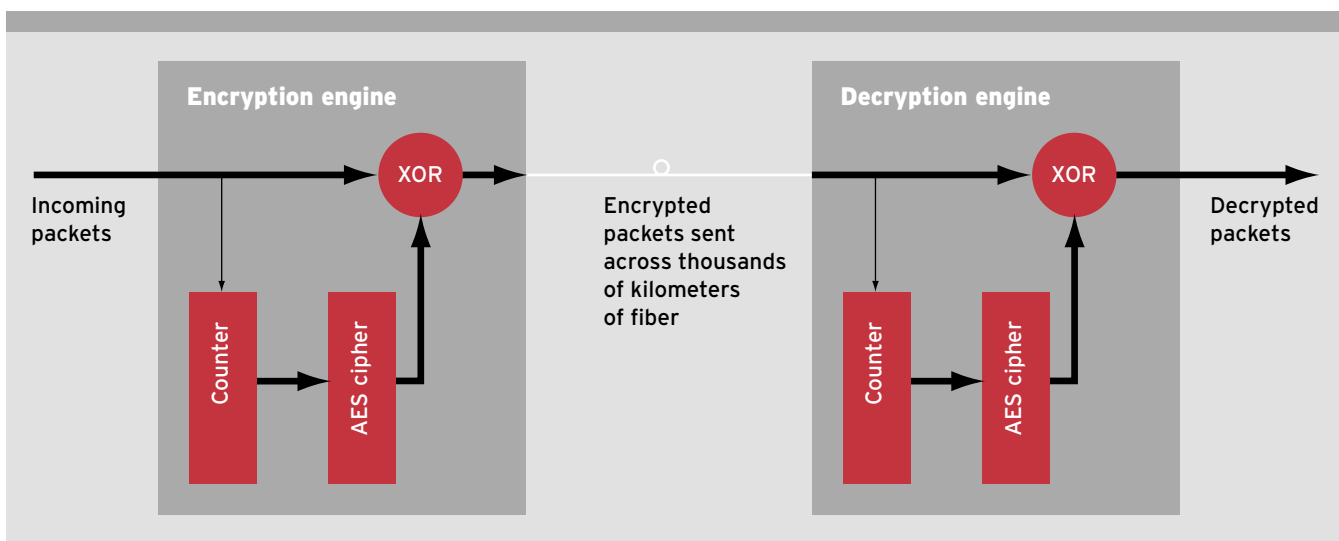 Encryption engine
Decryption engine
XOR
XOR
Incoming
packets
Encrypted
packets sent
across thousands
of kilometers
of fiber
Decrypted
packets
Counter
AES cipher
Counter
AES cipher